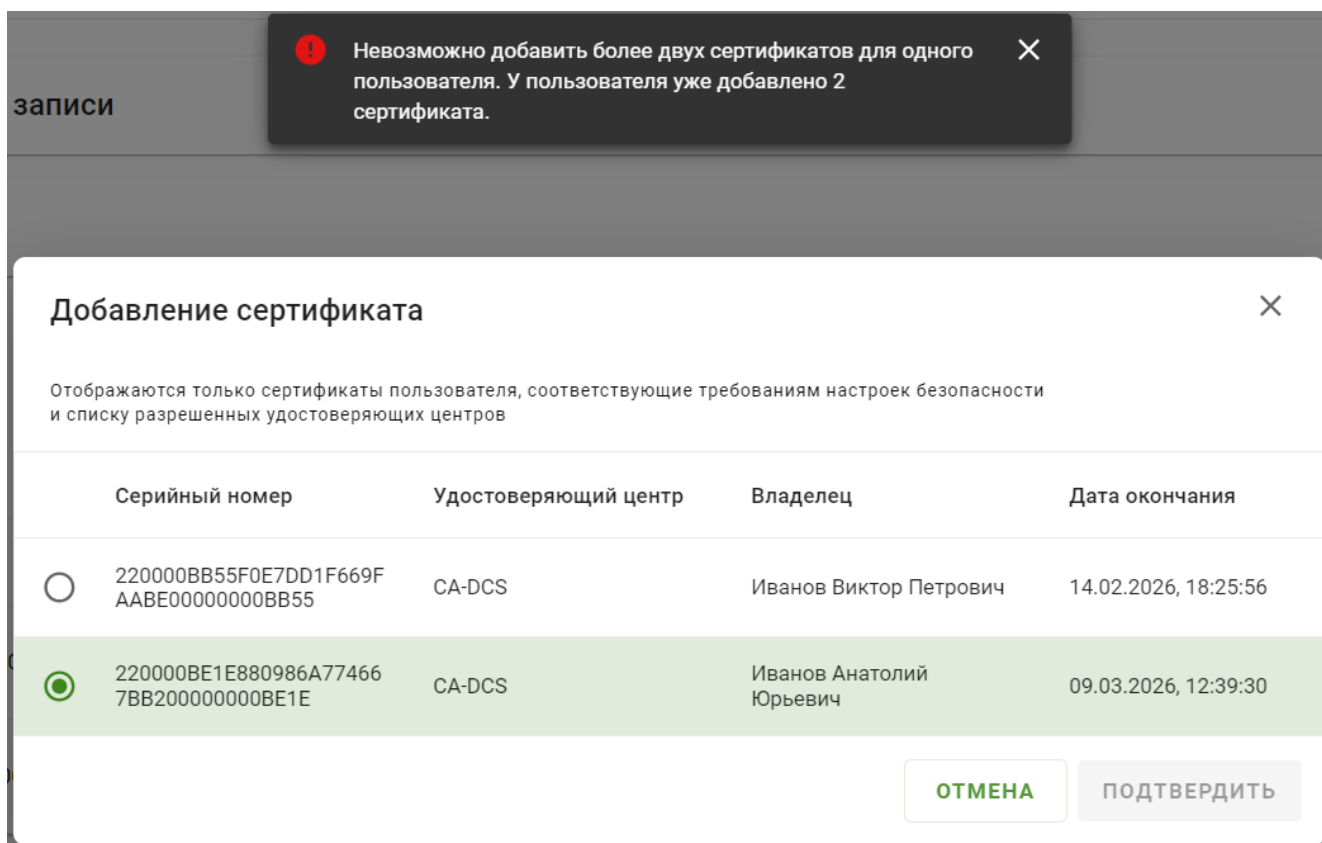 Невозможно добавить более двух сертификатов для одного
пользователя. У пользователя уже добавлено 2
сертификата.
записи
Добавление сертификата
Отображаются только сертификаты пользователя, соответствующие требованиям настроек безопасности
и списку разрешенных удостоверяющих центров
Серийный номер Удостоверяющий центр Владелец Дата окончания
220000BB55F0E7DD1F669F
AABE00000000BB55
CA-DCS Иванов Виктор Петрович 14.02.2026, 18:25:56
220000BE1E880986A77466
7BB200000000BE1E
CA-DCS
Иванов Анатолий
Юрьевич
09.03.2026, 12:39:30
ОТМЕНА ПОДТВЕРДИТЬ